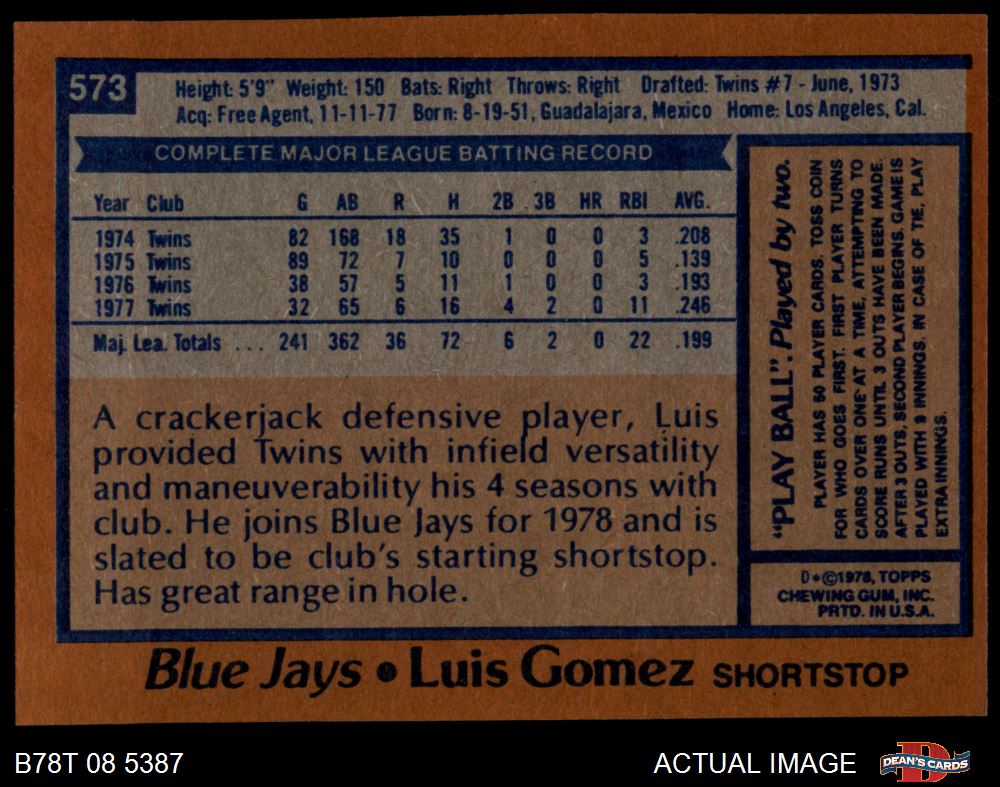 573
Height: 5'9" Weight: 150 Bats: Right Throws: Right Drafted: Twins #7 - June, 1973
Acq: Free Agent, 11-11-77 Born: 8-19-51, Guadalajara, Mexico Home: Los Angeles, Cal.
COMPLETE MAJOR LEAGUE BATTING RECORD
Year Club G AB R H 2B 3B HR RBI AVG.
1974 Twins 82 168 18 35 1 0 0 3 .208
1975 Twins 89 72 7 10 0 0 0 5 .139
1976 Twins 38 57 5 11 1 0 0 3 .193
1977 Twins 32 65 6 16 4 2 0 11 .246
Maj. Lea. Totals ... 241 362 36 72 6 2 0 22 .199
A crackerjack defensive player, Luis
provided Twins with infield versatility
and maneuverability his 4 seasons with
club. He joins Blue Jays for 1978 and is
slated to be club's starting shortstop.
Has great range in hole.
"PLAY BALL". Played by two.
PLAYER HAS 50 PLAYER CARDS. TOSS COIN
FOR WHO GOES FIRST. FIRST PLAYER TURNS
CARDS OVER ONE AT A TIME, ATTEMPTING TO
SCORE RUNS UNTIL 3 OUTS HAVE BEEN MADE.
AFTER 3 OUTS, SECOND PLAYER BEGINS. GAME IS
PLAYED WITH 9 INNINGS. IN CASE OF TIE, PLAY
EXTRA INNINGS.
D*©1978, TOPPS
CHEWING GUM, INC.
PRTD. IN U.S.A.
Blue Jays • Luis Gomez SHORTSTOP
B78T 08 5387
ACTUAL IMAGE
D
DEAN'S CARDS